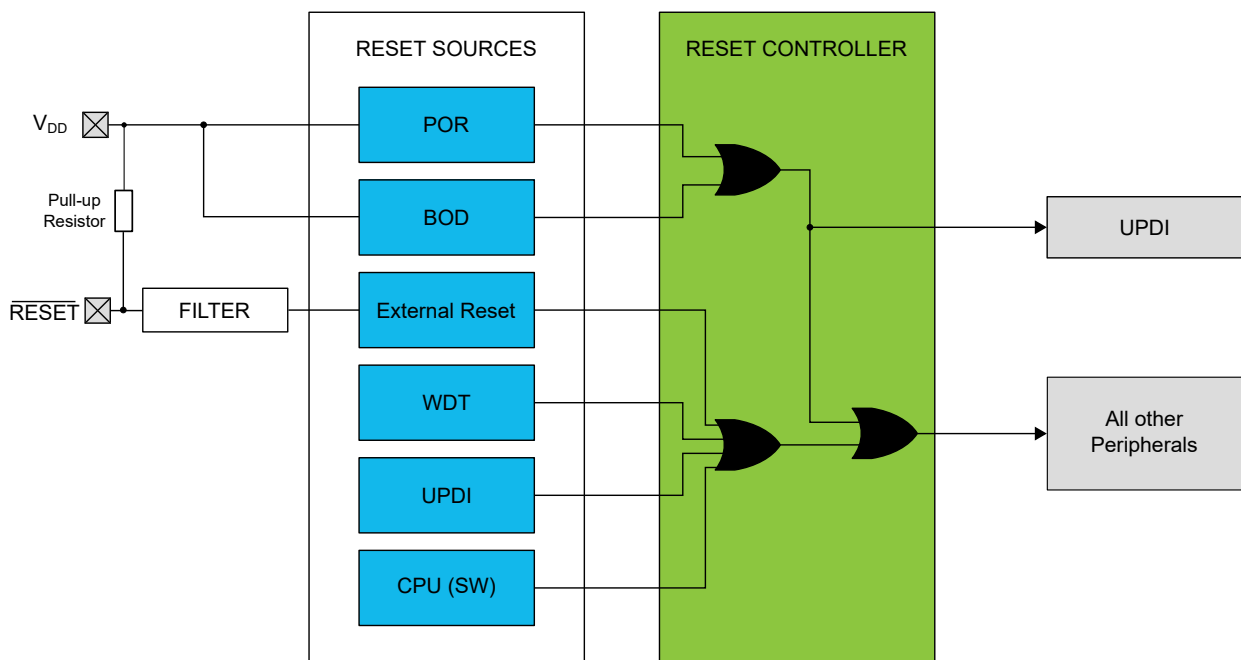 RESET SOURCES
RESET CONTROLLER
VDD
POR
Pull-up
Resistor
BOD
UPDI
RESET
FILTER
External Reset
WDT
All other
Peripherals
UPDI
CPU (SW)